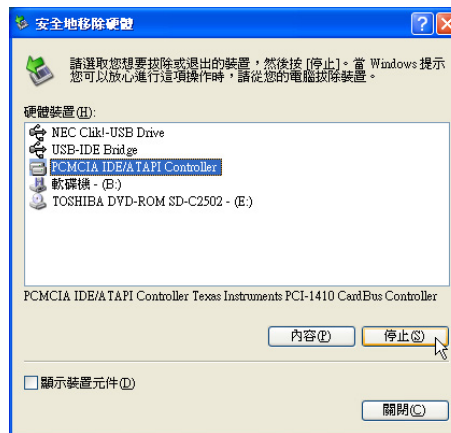 安全地移除硬體
請選取您想要拔除或退出的裝置，然後按 [停止]。當 Windows 提示
您可以放心進行這項操作時，請從您的電腦拔除裝置。
硬體裝置(H):
NEC Clik!-USB Drive
USB-IDE Bridge
PCMCIA IDE/ATAPI Controller
軟碟機 - (B:)
TOSHIBA DVD-ROM SD-C2502 - (E:)
PCMCIA IDE/ATAPI Controller Texas Instruments PCI-1410 CardBus Controller
內容(P)
停止(S)
顯示裝置元件(D)
關閉(C)